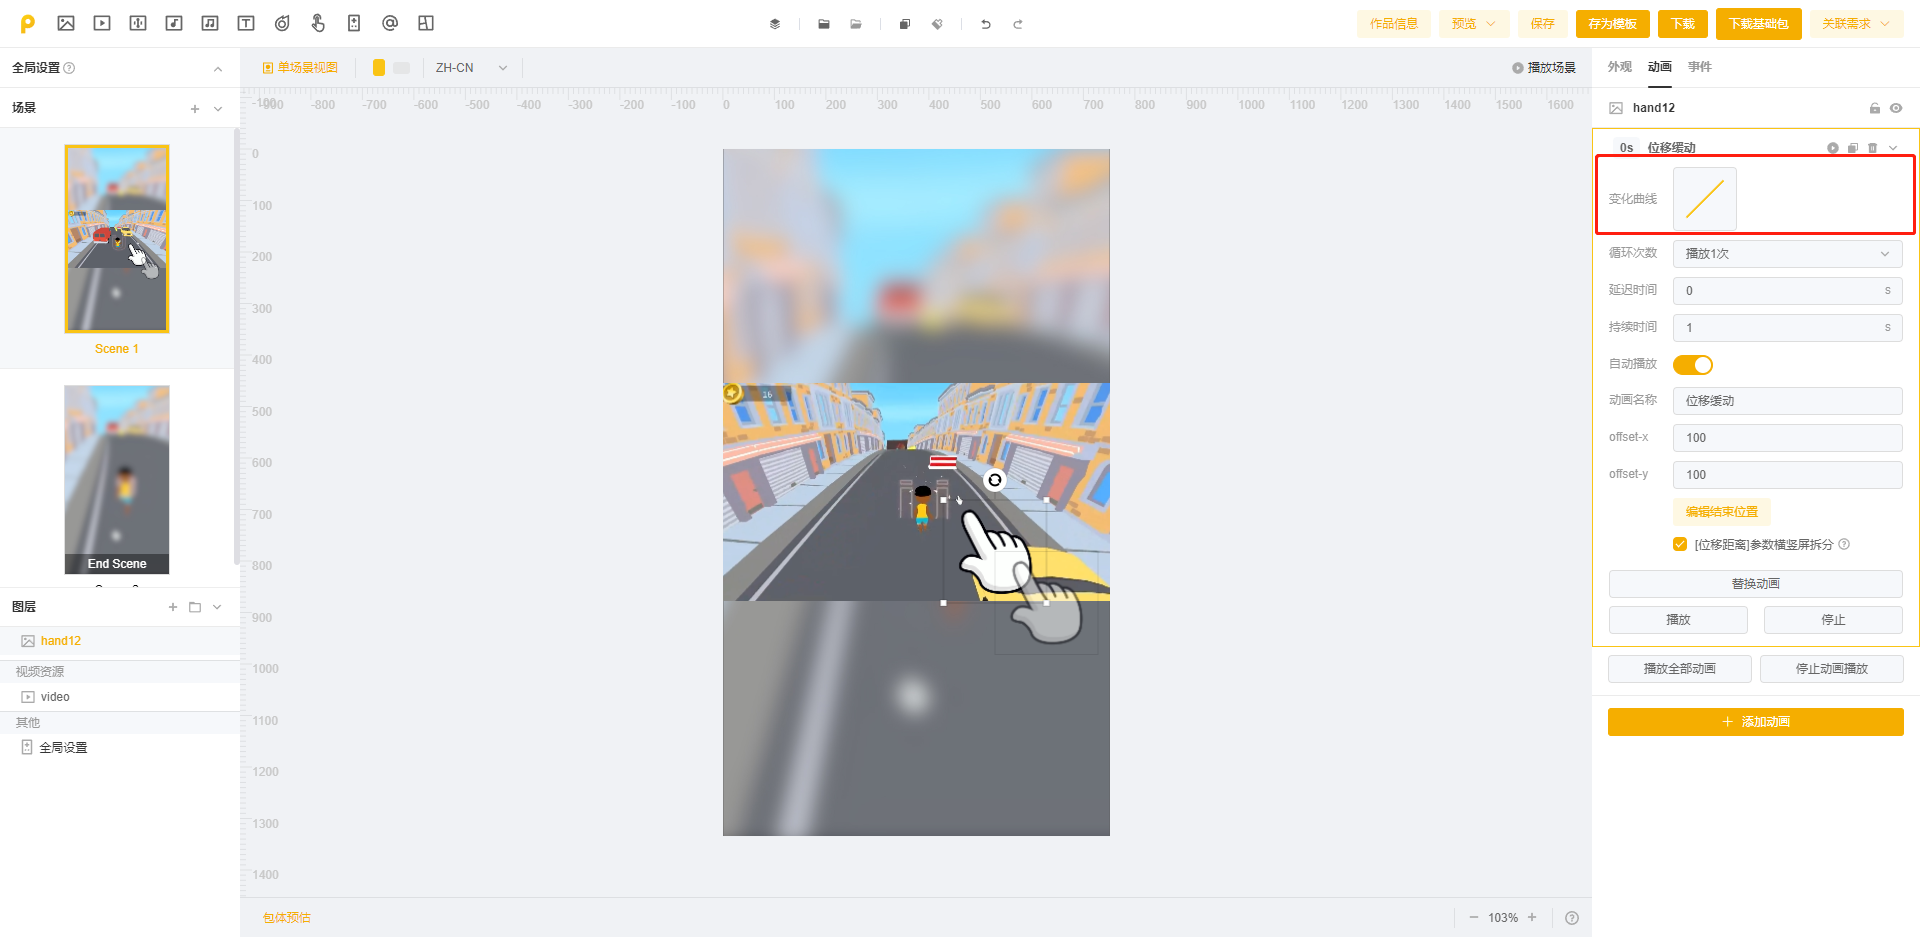 作品信息 预览 保存 存为模板 下载 下载基础包 关联需求
全局设置
单场景视图 ZH-CN 播放场景
外观 动画 事件
场景
-100 -900 -800 -700 -600 -500 -400 -300 -200 -100 0 100 200 300 400 500 600 700 800 900 1000 1100 1200 1300 1400 1500 1600
hand12
0s 位移缓动
变化曲线
循环次数 播放1次
延迟时间 0 s
持续时间 1 s
自动播放
动画名称 位移缓动
offset-x 100
offset-y 100
编辑结束位置
[位移距离]参数横竖屏拆分
替换动画
播放 停止
播放全部动画 停止动画播放
添加动画
0
100
200
300
400
500
600
700
800
900
1000
1100
1200
1300
1400
16
Scene 1
End Scene
图层
hand12
视频资源
video
其他
全局设置
包体预估 103%